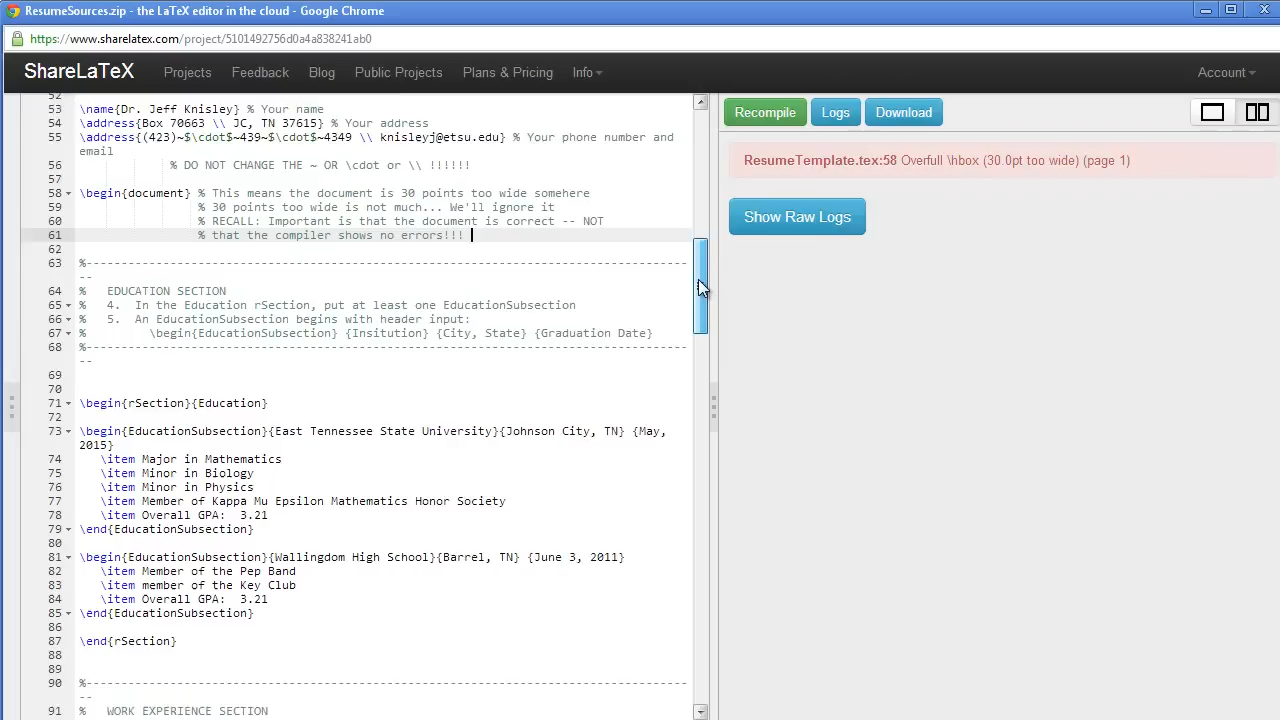 ResumeSources.zip - the LaTeX editor in the cloud - Google Chrome
https://www.sharelatex.com/project/5101492756d0a4a838241ab0
ShareLaTeX Projects Feedback Blog Public Projects Plans & Pricing Info Account
52
53 \name{Dr. Jeff Knisley} % Your name
54 \address{Box 70663 \\ JC, TN 37615} % Your address
55 \address{(423)~$\cdot$~439~$\cdot$~4349 \\ knisleyj@etsu.edu} % Your phone number and
email
56 % DO NOT CHANGE THE ~ OR \cdot or \\ !!!!!!
57
58 \begin{document} % This means the document is 30 points too wide somewhere
59 % 30 points too wide is not much... We'll ignore it
60 % RECALL: Important is that the document is correct -- NOT
61 % that the compiler shows no errors!!!
62
63 %---------------------------------------------------------------------------------------
--
64 % EDUCATION SECTION
65 % 4. In the Education rSection, put at least one EducationSubsection
66 % 5. An EducationSubsection begins with header input:
67 % \begin{EducationSubsection} {Insitution} {City, State} {Graduation Date}
68 %---------------------------------------------------------------------------------------
--
69
70
71 \begin{rSection}{Education}
72
73 \begin{EducationSubsection}{East Tennessee State University}{Johnson City, TN} {May,
2015}
74 \item Major in Mathematics
75 \item Minor in Biology
76 \item Minor in Physics
77 \item Member of Kappa Mu Epsilon Mathematics Honor Society
78 \item Overall GPA: 3.21
79 \end{EducationSubsection}
80
81 \begin{EducationSubsection}{Wallingdom High School}{Barrel, TN} {June 3, 2011}
82 \item Member of the Pep Band
83 \item member of the Key Club
84 \item Overall GPA: 3.21
85 \end{EducationSubsection}
86
87 \end{rSection}
88
89
90 %---------------------------------------------------------------------------------------
--
91 % WORK EXPERIENCE SECTION
Recompile Logs Download
ResumeTemplate.tex:58 Overfull \hbox (30.0pt too wide) (page 1)
Show Raw Logs